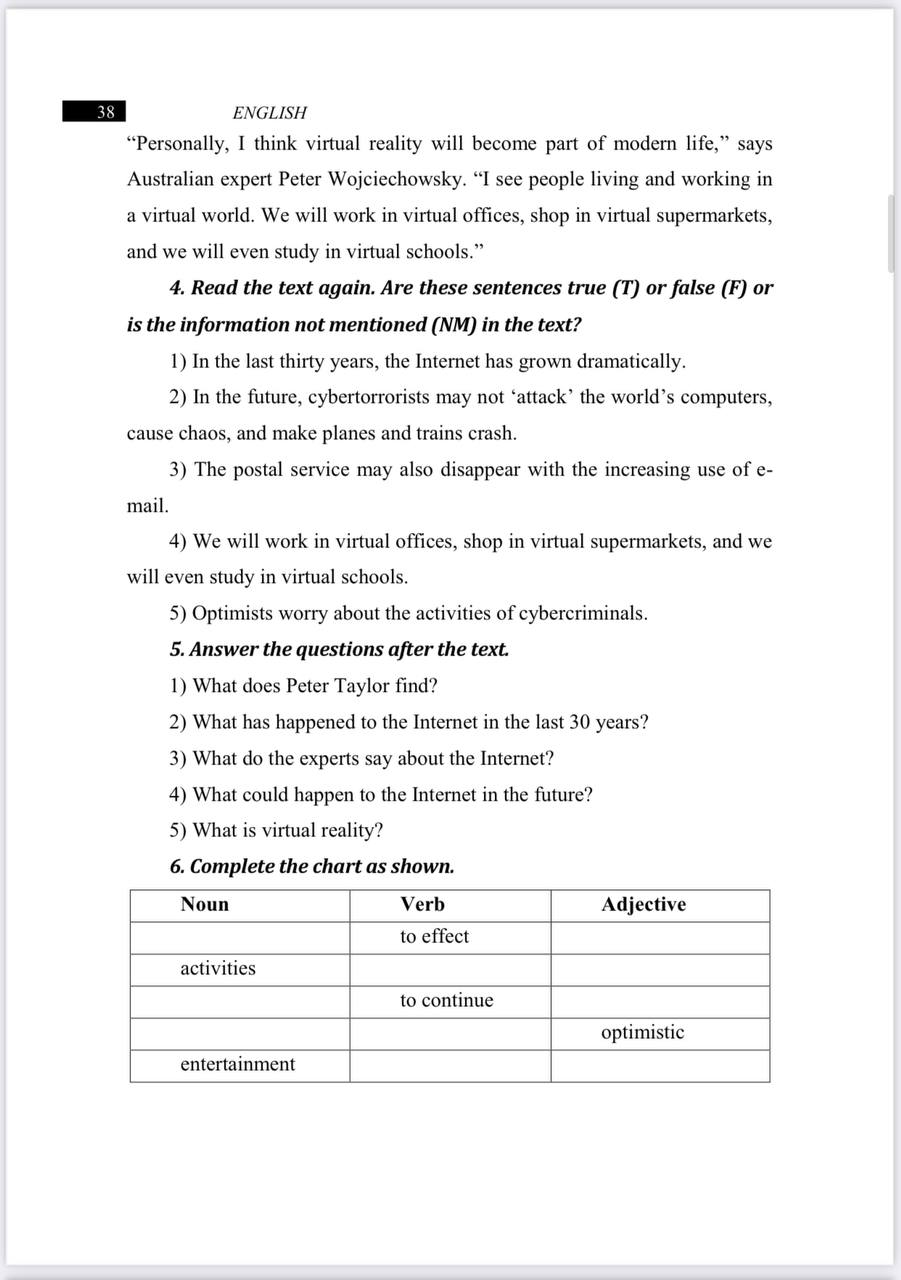 38 ENGLISH
“Personally, I think virtual reality will become part of modern life,” says
Australian expert Peter Wojciechowsky. “I see people living and working in
a virtual world. We will work in virtual offices, shop in virtual supermarkets,
and we will even study in virtual schools.”
4. Read the text again. Are these sentences true (T) or false (F) or
is the information not mentioned (NM) in the text?
1) In the last thirty years, the Internet has grown dramatically.
2) In the future, cybertorrorists may not ‘attack’ the world’s computers,
cause chaos, and make planes and trains crash.
3) The postal service may also disappear with the increasing use of e-
mail.
4) We will work in virtual offices, shop in virtual supermarkets, and we
will even study in virtual schools.
5) Optimists worry about the activities of cybercriminals.
5. Answer the questions after the text.
1) What does Peter Taylor find?
2) What has happened to the Internet in the last 30 years?
3) What do the experts say about the Internet?
4) What could happen to the Internet in the future?
5) What is virtual reality?
6. Complete the chart as shown.
Noun Verb Adjective
to effect
activities
to continue
optimistic
entertainment